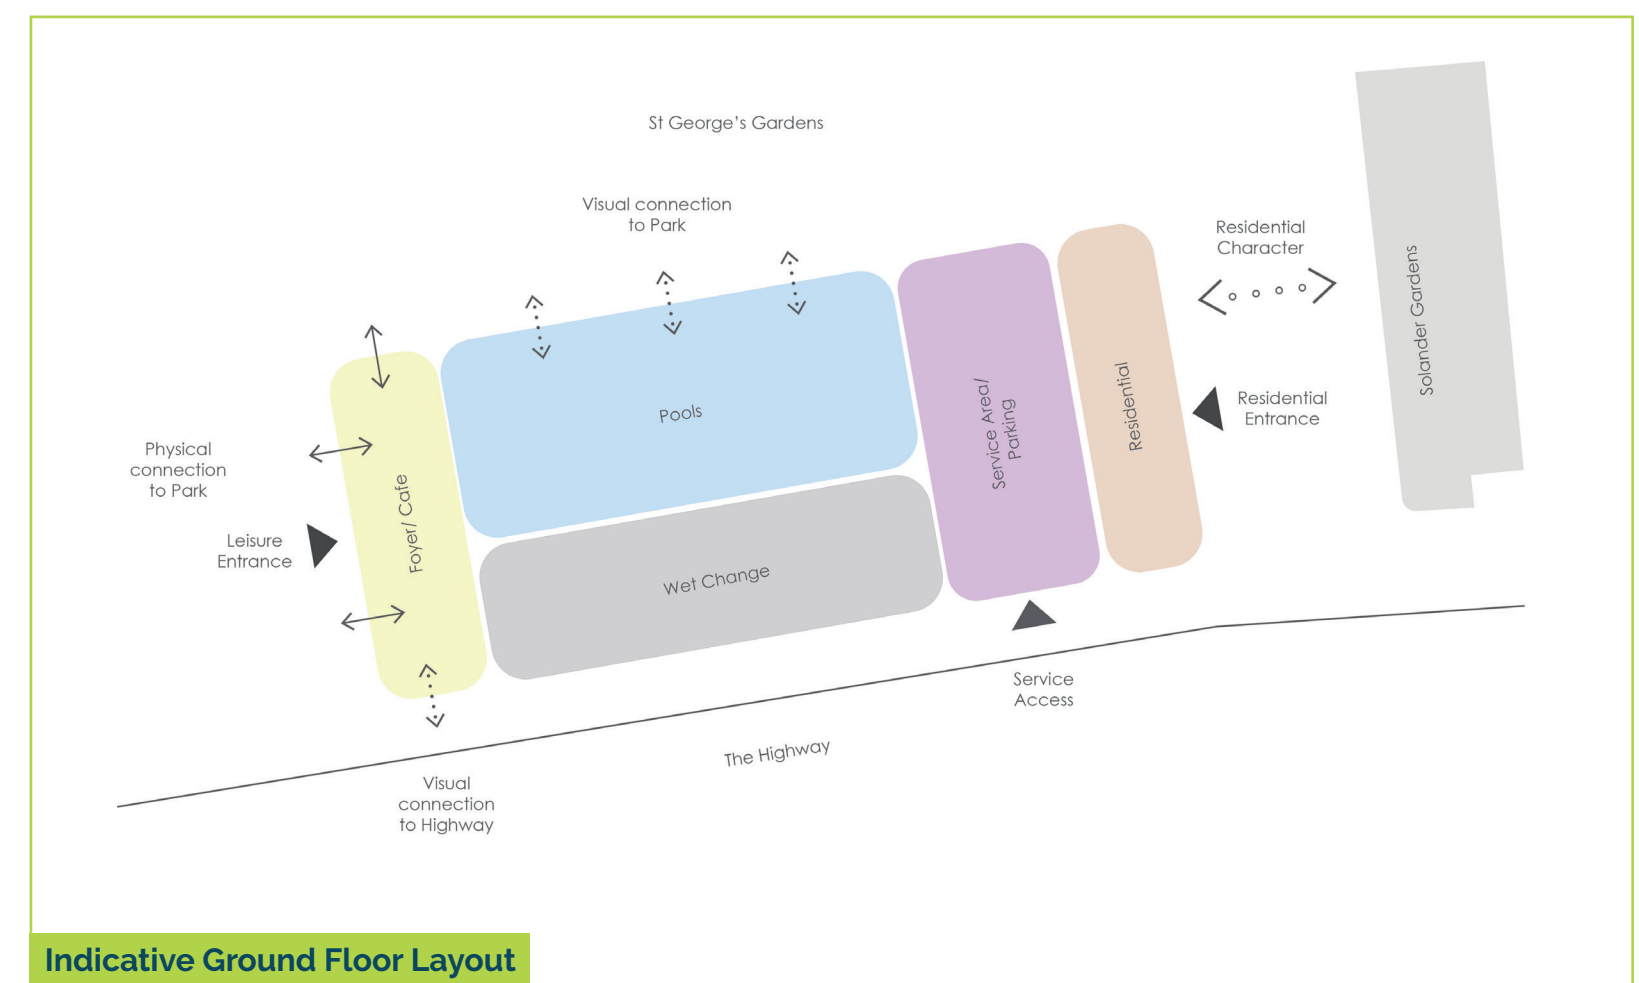 St George's Gardens
Visual connection
to Park
Residential
Character
Solander Gardens
Pools
Service Area/
Parking
Residential
Residential
Entrance
Physical
connection
to Park
Foyer/ Cafe
Leisure
Entrance
Wet Change
Service
Access
The Highway
Visual
connection
to Highway
Indicative Ground Floor Layout